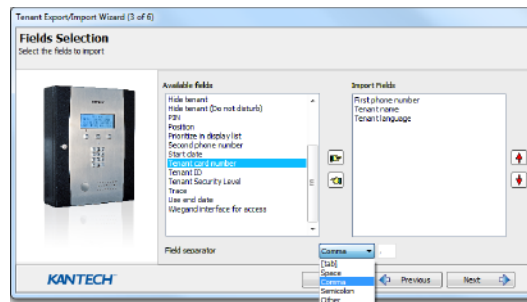 Tenant Export/Import Wizard (3 of 6)
Fields Selection
Select the fields to import
Available fields
Import Fields
Hide tenant
Hide tenant (Do not disturb)
PIN
Position
Prioritize in display list
Second phone number
Start date
Tenant card number
Tenant ID
Tenant Security Level
Trace
Use end date
Wiegand interface for access
First phone number
Tenant name
Tenant language
Field separator
Comma
[tab]
Space
Comma
Semicolon
Other
KANTECH
Previous
Next